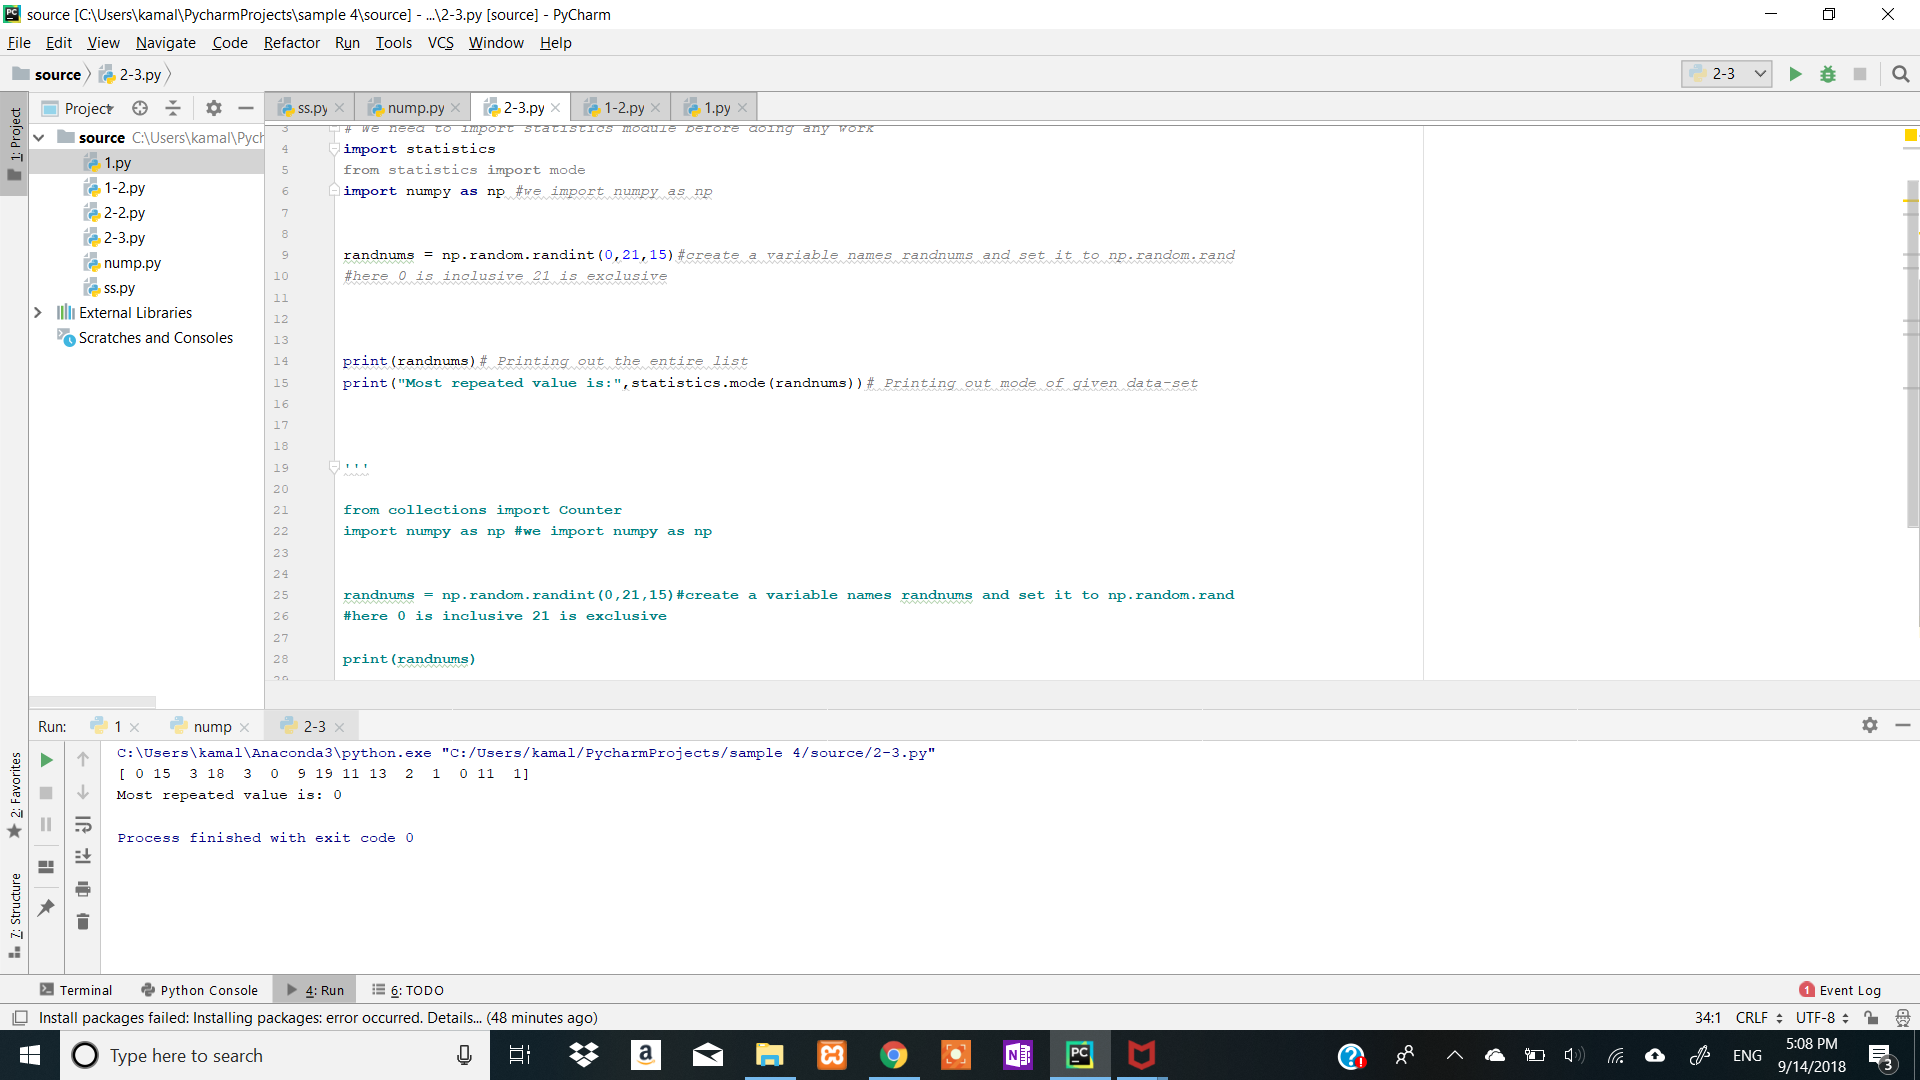 source [C:\Users\kamal\PycharmProjects\sample 4\source] - ...\2-3.py [source] - PyCharm
File Edit View Navigate Code Refactor Run Tools VCS Window Help
source 2-3.py 2-3
1: Project
Project
ss.py nump.py 2-3.py 1-2.py 1.py
source C:\Users\kamal\Pych
1.py
1-2.py
2-2.py
2-3.py
nump.py
ss.py
External Libraries
Scratches and Consoles
3 # We need to import statistics module before doing any work
4 import statistics
5 from statistics import mode
6 import numpy as np #we import numpy as np
7
8
9 randnums = np.random.randint(0,21,15)#create a variable names randnums and set it to np.random.rand
10 #here 0 is inclusive 21 is exclusive
11
12
13
14 print(randnums)# Printing out the entire list
15 print("Most repeated value is:",statistics.mode(randnums))# Printing out mode of given data-set
16
17
18
19 '''
20
21 from collections import Counter
22 import numpy as np #we import numpy as np
23
24
25 randnums = np.random.randint(0,21,15)#create a variable names randnums and set it to np.random.rand
26 #here 0 is inclusive 21 is exclusive
27
28 print(randnums)
29
Run: 1 nump 2-3
C:\Users\kamal\Anaconda3\python.exe "C:/Users/kamal/PycharmProjects/sample 4/source/2-3.py"
[ 0 15  3 18  3  0  9 19 11 13  2  1  0 11  1]
Most repeated value is: 0
Process finished with exit code 0
2: Favorites
7: Structure
Terminal Python Console 4: Run 6: TODO 1 Event Log
Install packages failed: Installing packages: error occurred. Details... (48 minutes ago) 34:1 CRLF UTF-8
Type here to search
ENG
5:08 PM
9/14/2018
3